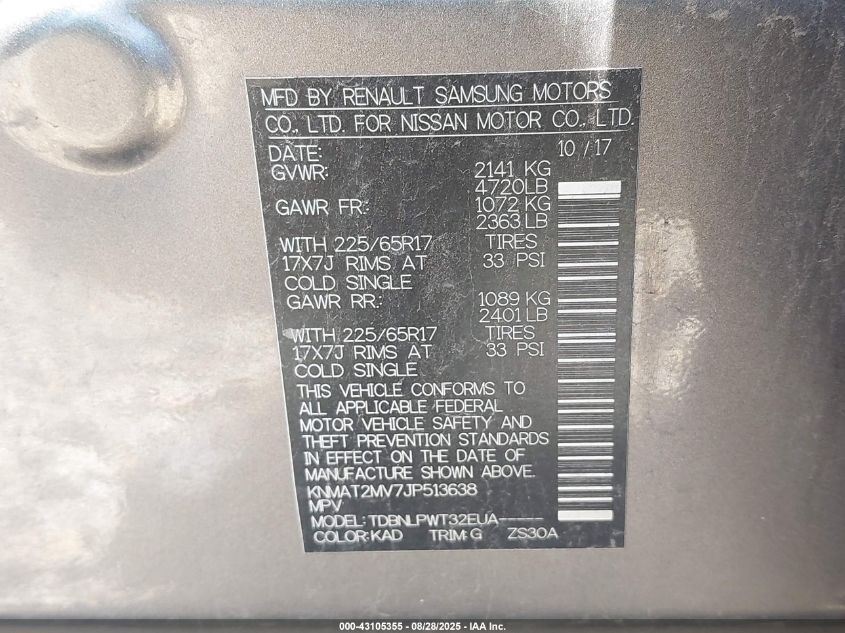 MFD BY RENAULT SAMSUNG MOTORS
CO., LTD. FOR NISSAN MOTOR CO., LTD.
DATE: 10 / 17
GVWR: 2141 KG
4720LB
GAWR FR: 1072 KG
2363 LB
WITH 225/65R17 TIRES
17X7J RIMS AT 33 PSI
COLD SINGLE
GAWR RR: 1089 KG
2401 LB
WITH 225/65R17 TIRES
17X7J RIMS AT 33 PSI
COLD SINGLE
THIS VEHICLE CONFORMS TO
ALL APPLICABLE FEDERAL
MOTOR VEHICLE SAFETY AND
THEFT PREVENTION STANDARDS
IN EFFECT ON THE DATE OF
MANUFACTURE SHOWN ABOVE.
KNMAT2MV7JP513638
MPV
MODEL: TDBNLPWT32EUA-----
COLOR:KAD TRIM:G ZS30A
000-43105355 - 08/28/2025 - IAA Inc.